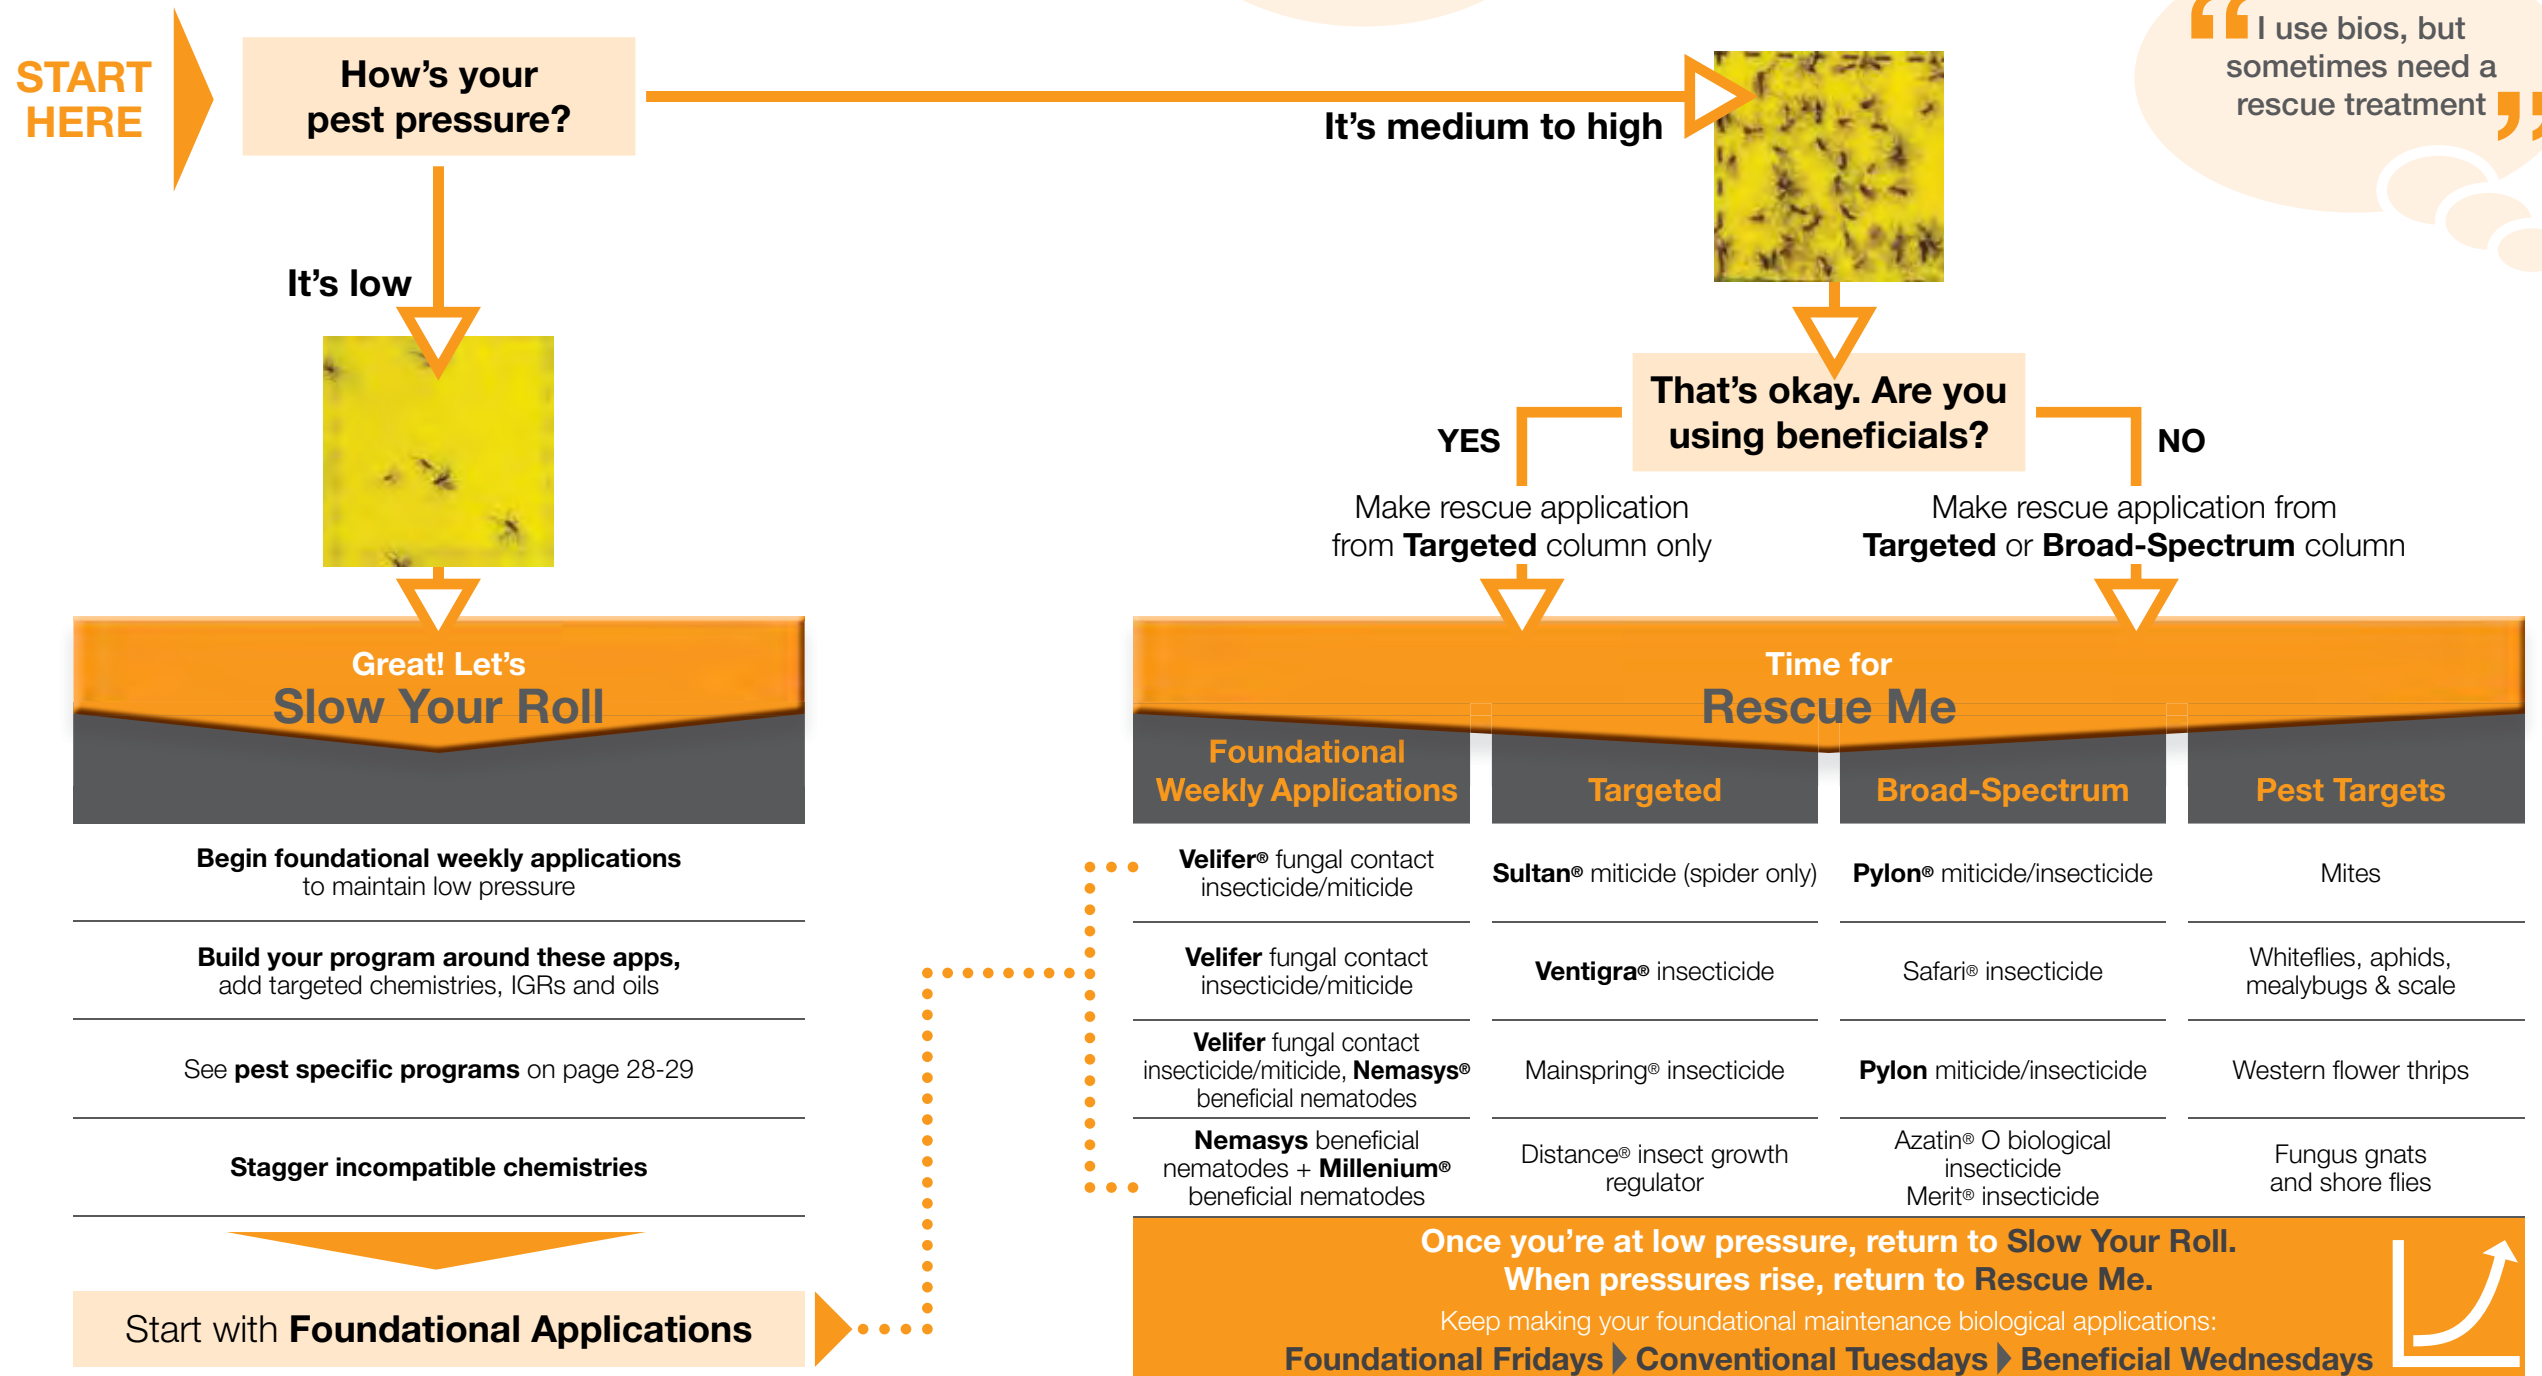 START
HERE
How's your
pest pressure?
It's medium to high
“ I use bios, but
sometimes need a
rescue treatment ”
It's low
That's okay. Are you
using beneficials?
YES
NO
Make rescue application
from Targeted column only
Make rescue application from
Targeted or Broad-Spectrum column
Great! Let's
Slow Your Roll
Begin foundational weekly applications
to maintain low pressure
Build your program around these apps,
add targeted chemistries, IGRs and oils
See pest specific programs on page 28-29
Stagger incompatible chemistries
Start with Foundational Applications
Time for
Rescue Me
Foundational
Weekly Applications
Targeted
Broad-Spectrum
Pest Targets
Velifer® fungal contact
insecticide/miticide
Sultan® miticide (spider only)
Pylon® miticide/insecticide
Mites
Velifer fungal contact
insecticide/miticide
Ventigra® insecticide
Safari® insecticide
Whiteflies, aphids,
mealybugs & scale
Velifer fungal contact
insecticide/miticide, Nemasys®
beneficial nematodes
Mainspring® insecticide
Pylon miticide/insecticide
Western flower thrips
Nemasys beneficial
nematodes + Millenium®
beneficial nematodes
Distance® insect growth
regulator
Azatin® O biological
insecticide
Merit® insecticide
Fungus gnats
and shore flies
Once you're at low pressure, return to Slow Your Roll.
When pressures rise, return to Rescue Me.
Keep making your foundational maintenance biological applications:
Foundational Fridays Conventional Tuesdays Beneficial Wednesdays